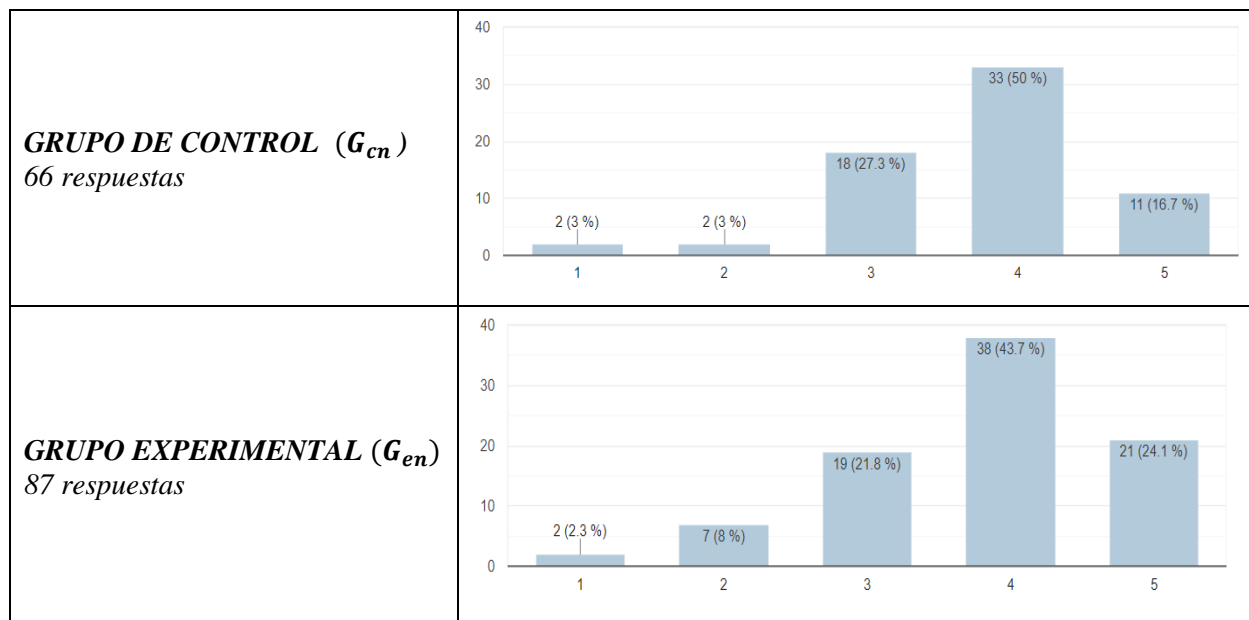 GRUPO DE CONTROL (G_cn )
66 respuestas
40
30
20
10
0
2 (3 %)
2 (3 %)
18 (27.3 %)
33 (50 %)
11 (16.7 %)
1 2 3 4 5
GRUPO EXPERIMENTAL (G_en)
87 respuestas
40
30
20
10
0
2 (2.3 %)
7 (8 %)
19 (21.8 %)
38 (43.7 %)
21 (24.1 %)
1 2 3 4 5